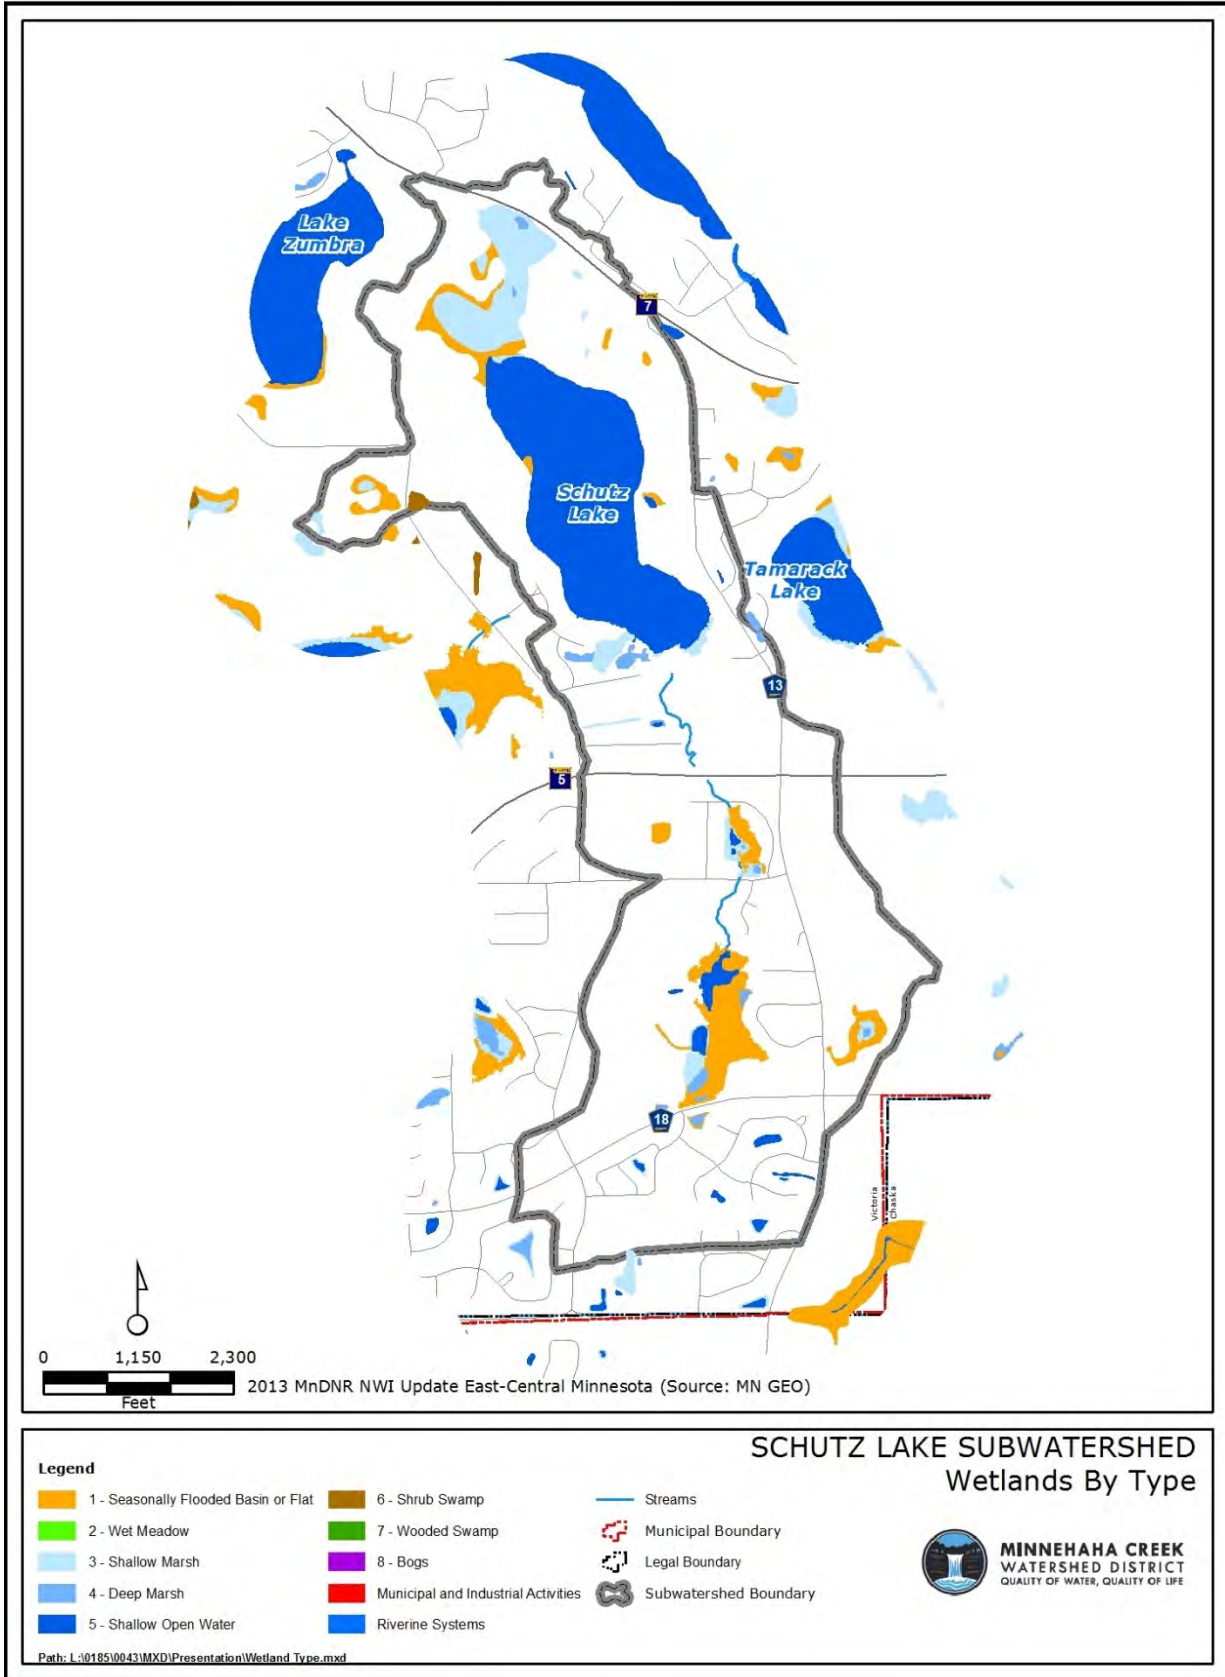 Lake
Zumbra
7
Schutz
Lake
Tamarack
Lake
13
5
18
Victoria
Chaska
0 1,150 2,300
Feet
2013 MnDNR NWI Update East-Central Minnesota (Source: MN GEO)
SCHUTZ LAKE SUBWATERSHED
Wetlands By Type
Legend
1 - Seasonally Flooded Basin or Flat
2 - Wet Meadow
3 - Shallow Marsh
4 - Deep Marsh
5 - Shallow Open Water
6 - Shrub Swamp
7 - Wooded Swamp
8 - Bogs
Municipal and Industrial Activities
Riverine Systems
Streams
Municipal Boundary
Legal Boundary
Subwatershed Boundary
MINNEHAHA CREEK
WATERSHED DISTRICT
QUALITY OF WATER, QUALITY OF LIFE
Path: L:\0185\0043\MXD\Presentation\Wetland Type.mxd